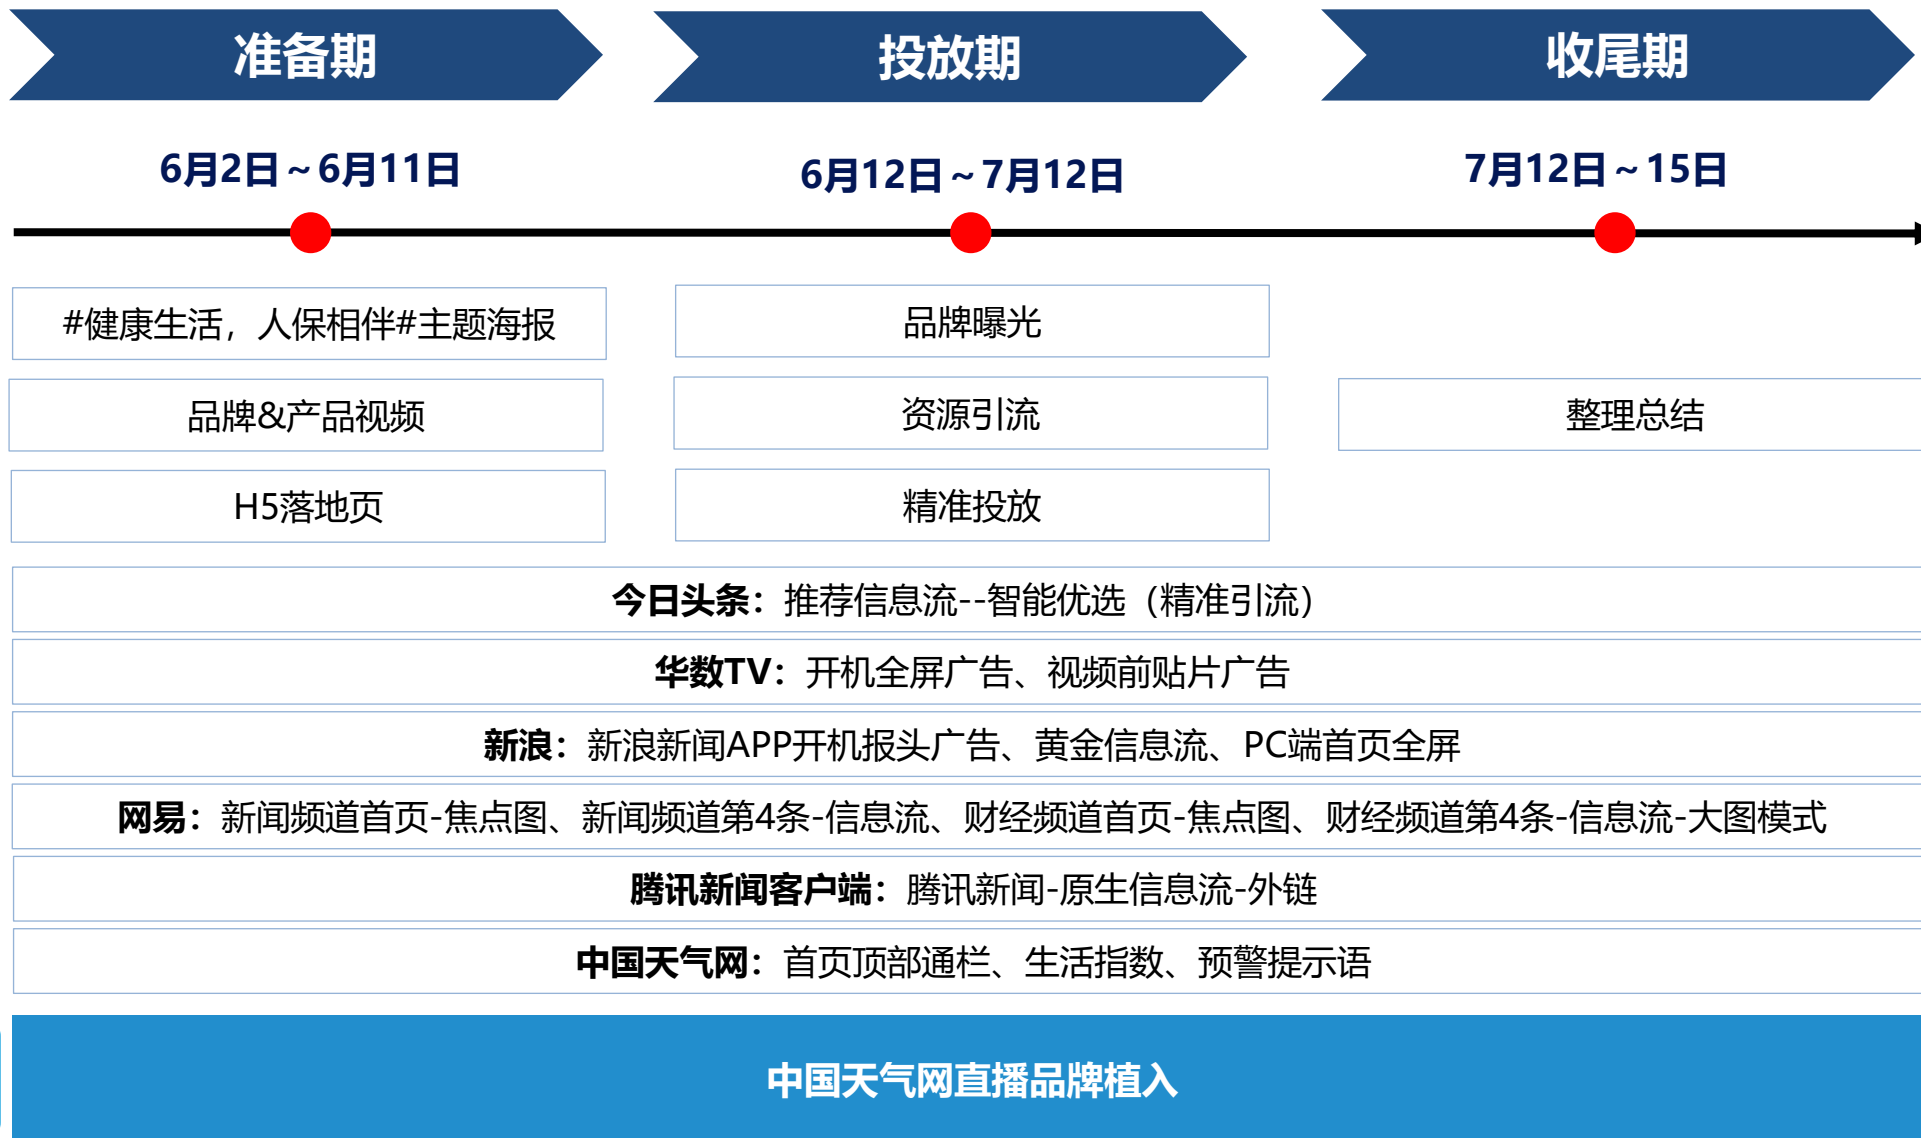 准备期
投放期
收尾期
6月2日～6月11日
6月12日～7月12日
7月12日～15日
#健康生活，人保相伴#主题海报
品牌曝光
品牌&产品视频
资源引流
整理总结
H5落地页
精准投放
今日头条：推荐信息流--智能优选（精准引流）
华数TV：开机全屏广告、视频前贴片广告
新浪：新浪新闻APP开机报头广告、黄金信息流、PC端首页全屏
网易：新闻频道首页-焦点图、新闻频道第4条-信息流、财经频道首页-焦点图、财经频道第4条-信息流-大图模式
腾讯新闻客户端：腾讯新闻-原生信息流-外链
中国天气网：首页顶部通栏、生活指数、预警提示语
中国天气网直播品牌植入